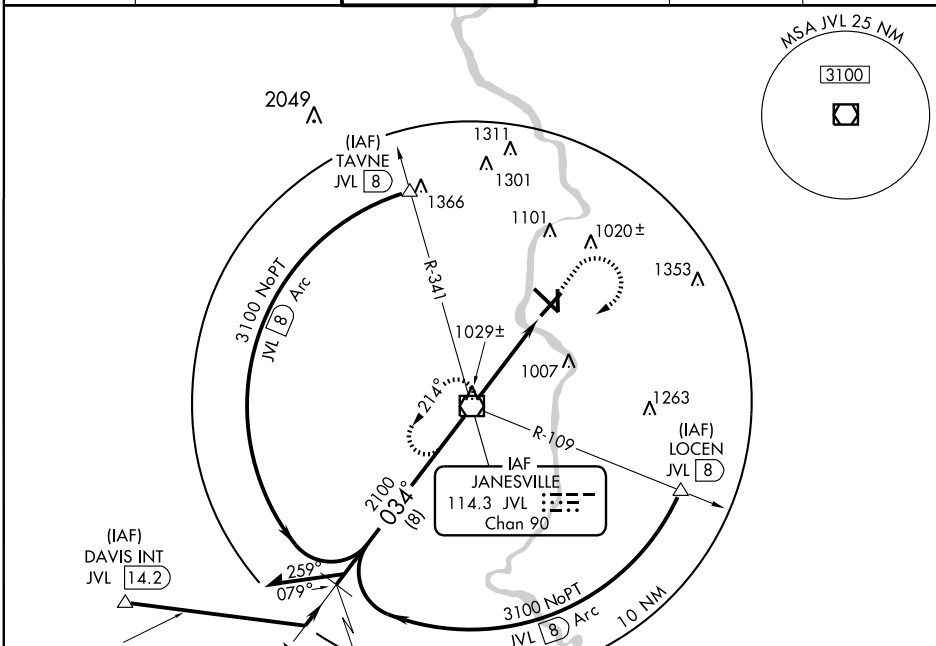 MSA JVL 25 NM
3100
2049
(IAF)
TAVNE
JVL 8
1366
1311
1301
1101
1020±
1353
R-341
3100 NoPT
JVL 8 Arc
1029±
1007
1263
214°
R-109
(IAF)
LOCEN
JVL 8
IAF
JANESVILLE
114.3 JVL
Chan 90
2100
034°
(8)
(IAF)
DAVIS INT
JVL 14.2
259°
079°
3100 NoPT
JVL 8 Arc
10 NM